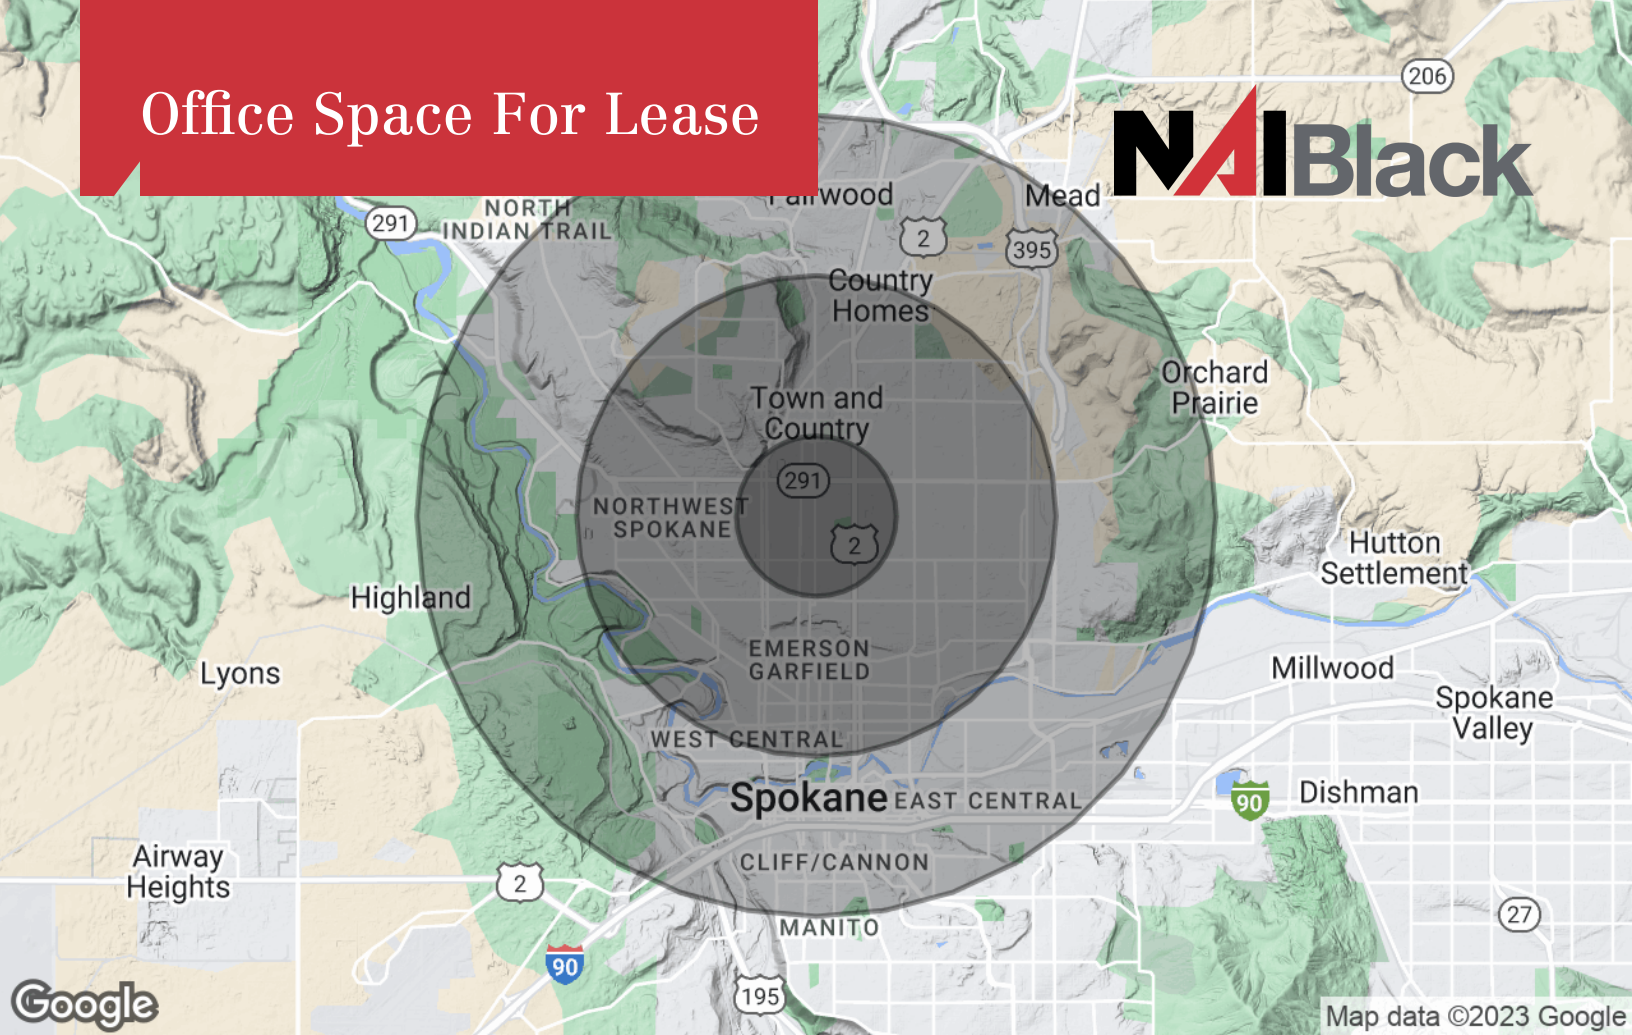 Office Space For Lease
206
NAIBlack
Fairwood
Mead
NORTH
INDIAN TRAIL
291
2
395
Country
Homes
Orchard
Prairie
Town and
Country
291
NORTHWEST
SPOKANE
2
Hutton
Settlement
Highland
EMERSON
GARFIELD
Lyons
Millwood
Spokane
Valley
WEST CENTRAL
Spokane
EAST CENTRAL
90
Dishman
Airway
Heights
CLIFF/CANNON
2
27
MANITO
90
195
Google
Map data ©2023 Google